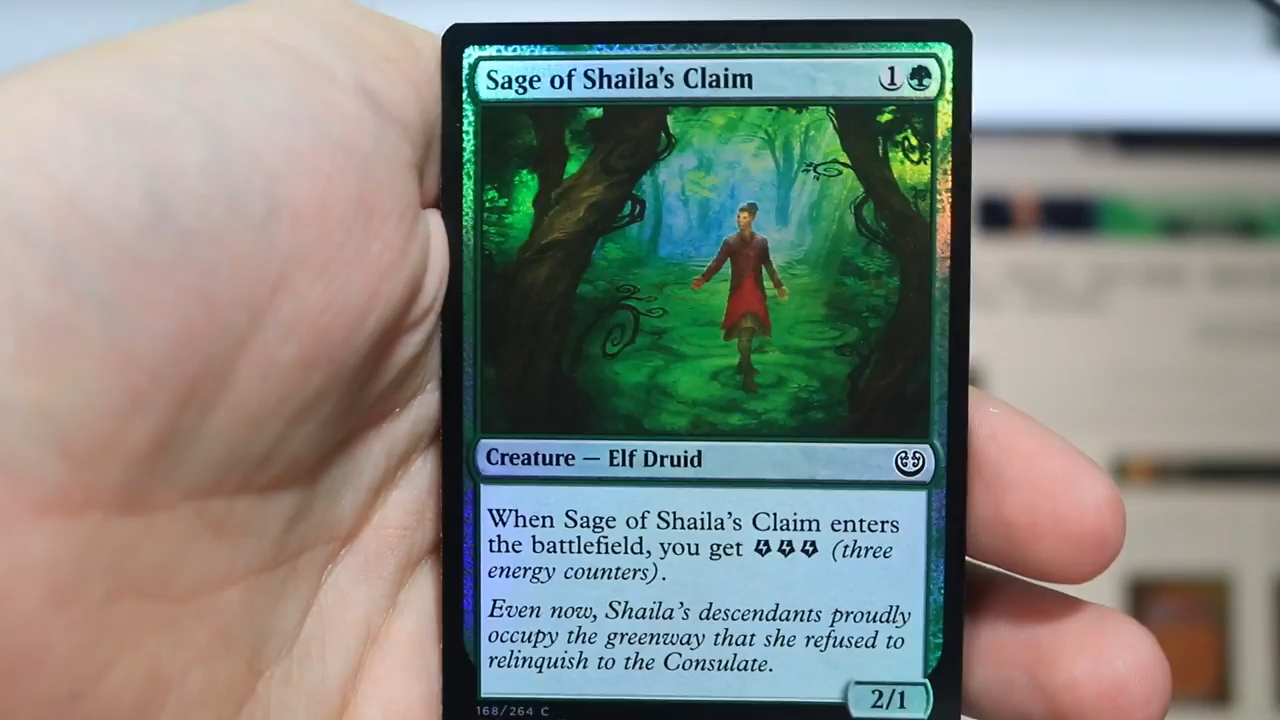 Sage of Shaila's Claim 1
Creature — Elf Druid
When Sage of Shaila's Claim enters
the battlefield, you get (three
energy counters).
Even now, Shaila's descendants proudly
occupy the greenway that she refused to
relinquish to the Consulate.
2/1
168/264 C